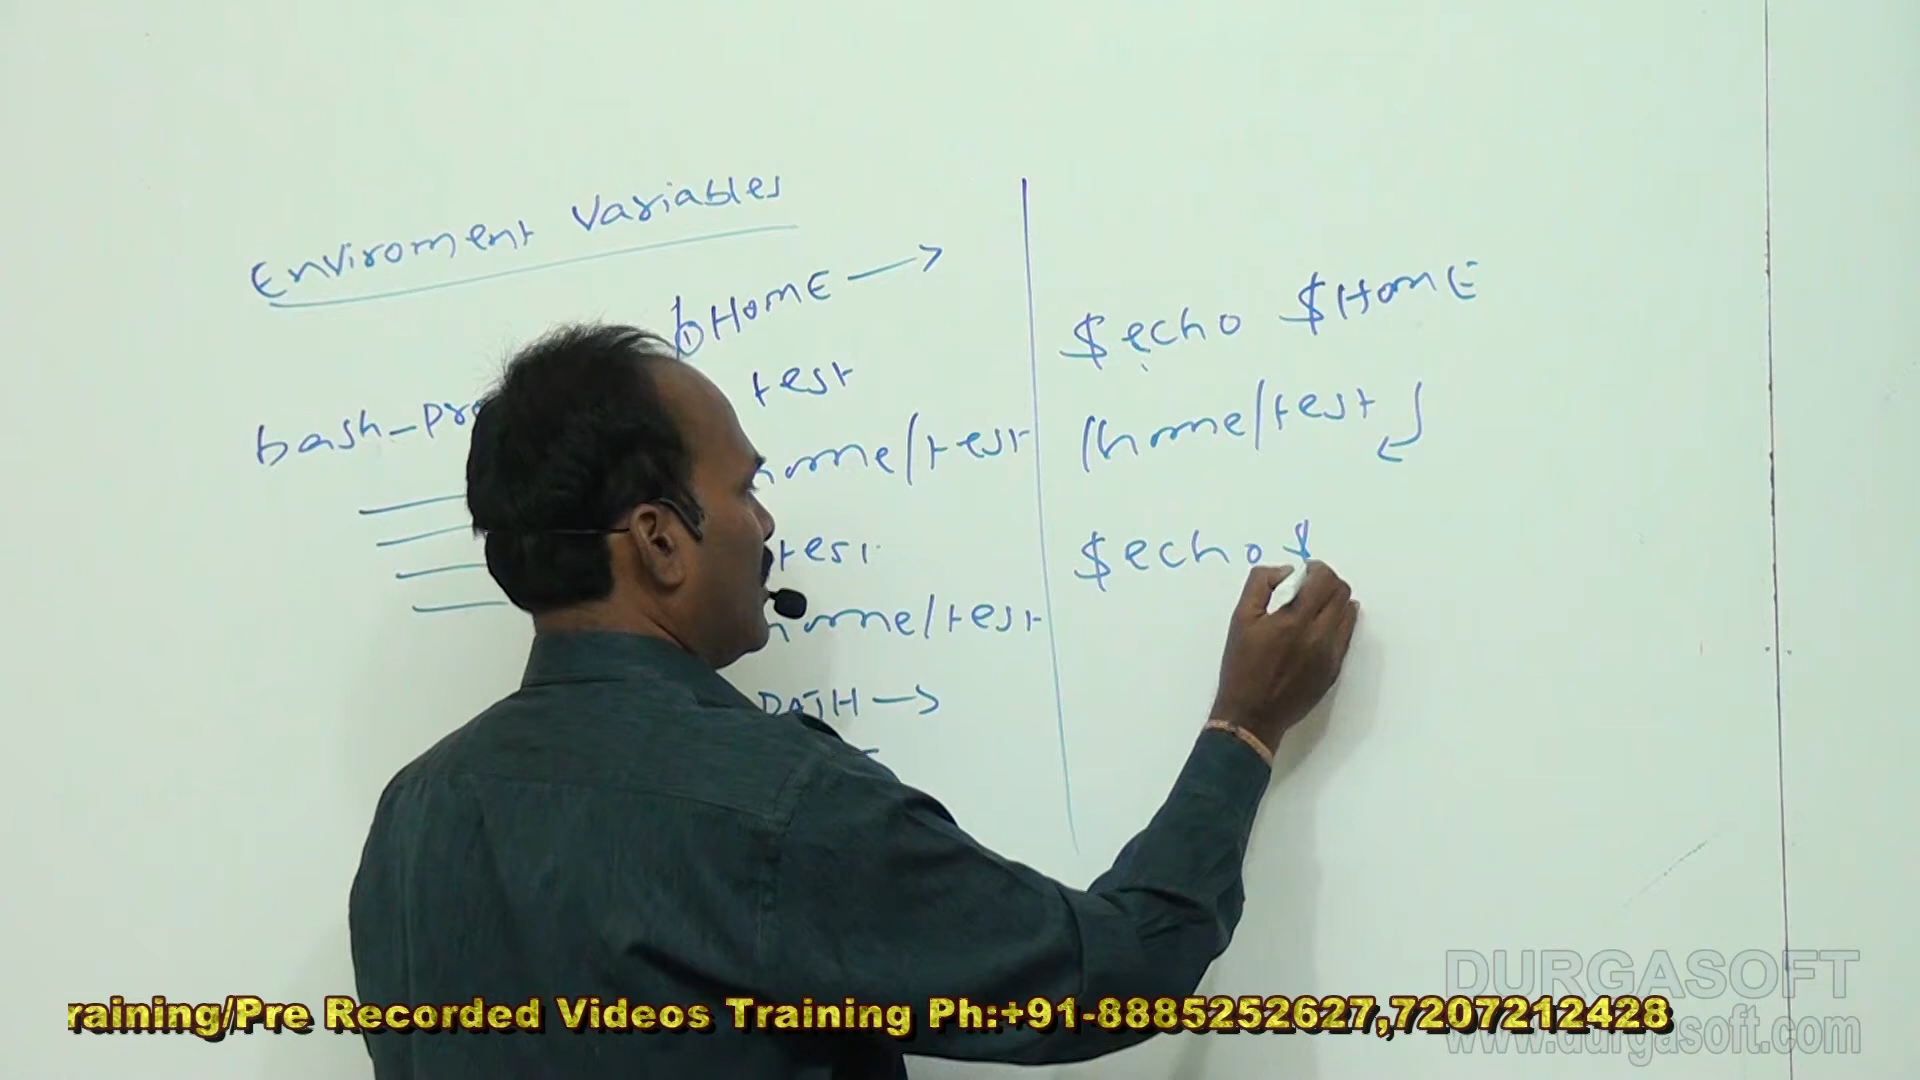 Enviroment Variables
① HOME →
test
home/test
bash_pro
test
home/test
PATH →
$ echo $HOME
/home/test
$ echo $
raining/Pre Recorded Videos Training Ph:+91-8885252627,7207212428
DURGASOFT
www.durgasoft.com